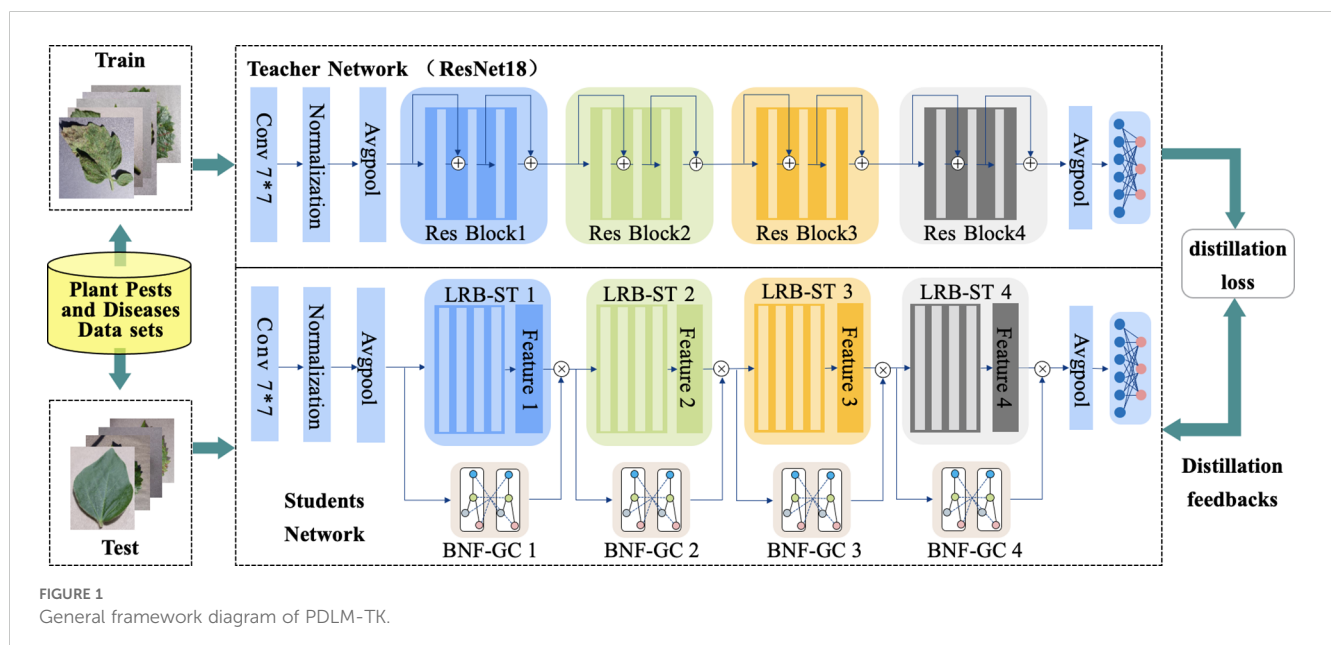 Train
Plant Pests
and Diseases
Data sets
Test
Teacher Network （ResNet18）
Conv 7*7
Normalization
Avgpool
Res Block1
Res Block2
Res Block3
Res Block4
Avgpool
LRB-ST 1
LRB-ST 2
LRB-ST 3
LRB-ST 4
Conv 7*7
Normalization
Avgpool
Feature 1
Feature 2
Feature 3
Feature 4
Avgpool
Students
Network
BNF-GC 1
BNF-GC 2
BNF-GC 3
BNF-GC 4
distillation
loss
Distillation
feedbacks
FIGURE 1
General framework diagram of PDLM-TK.